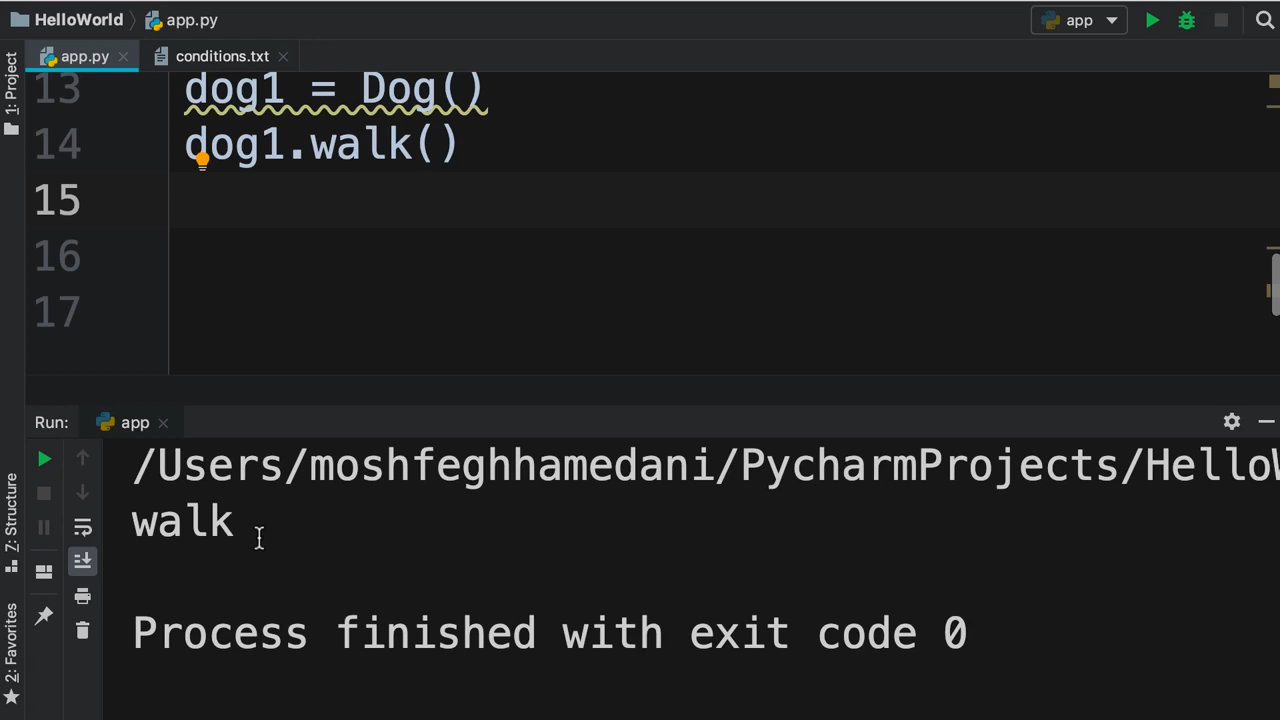 HelloWorld
app.py
app
1: Project
app.py
conditions.txt
13 dog1 = Dog()
14 dog1.walk()
15
16
17
Run:
app
/Users/moshfeghhamedani/PycharmProjects/HelloW
walk
Process finished with exit code 0
Z: Structure
2: Favorites